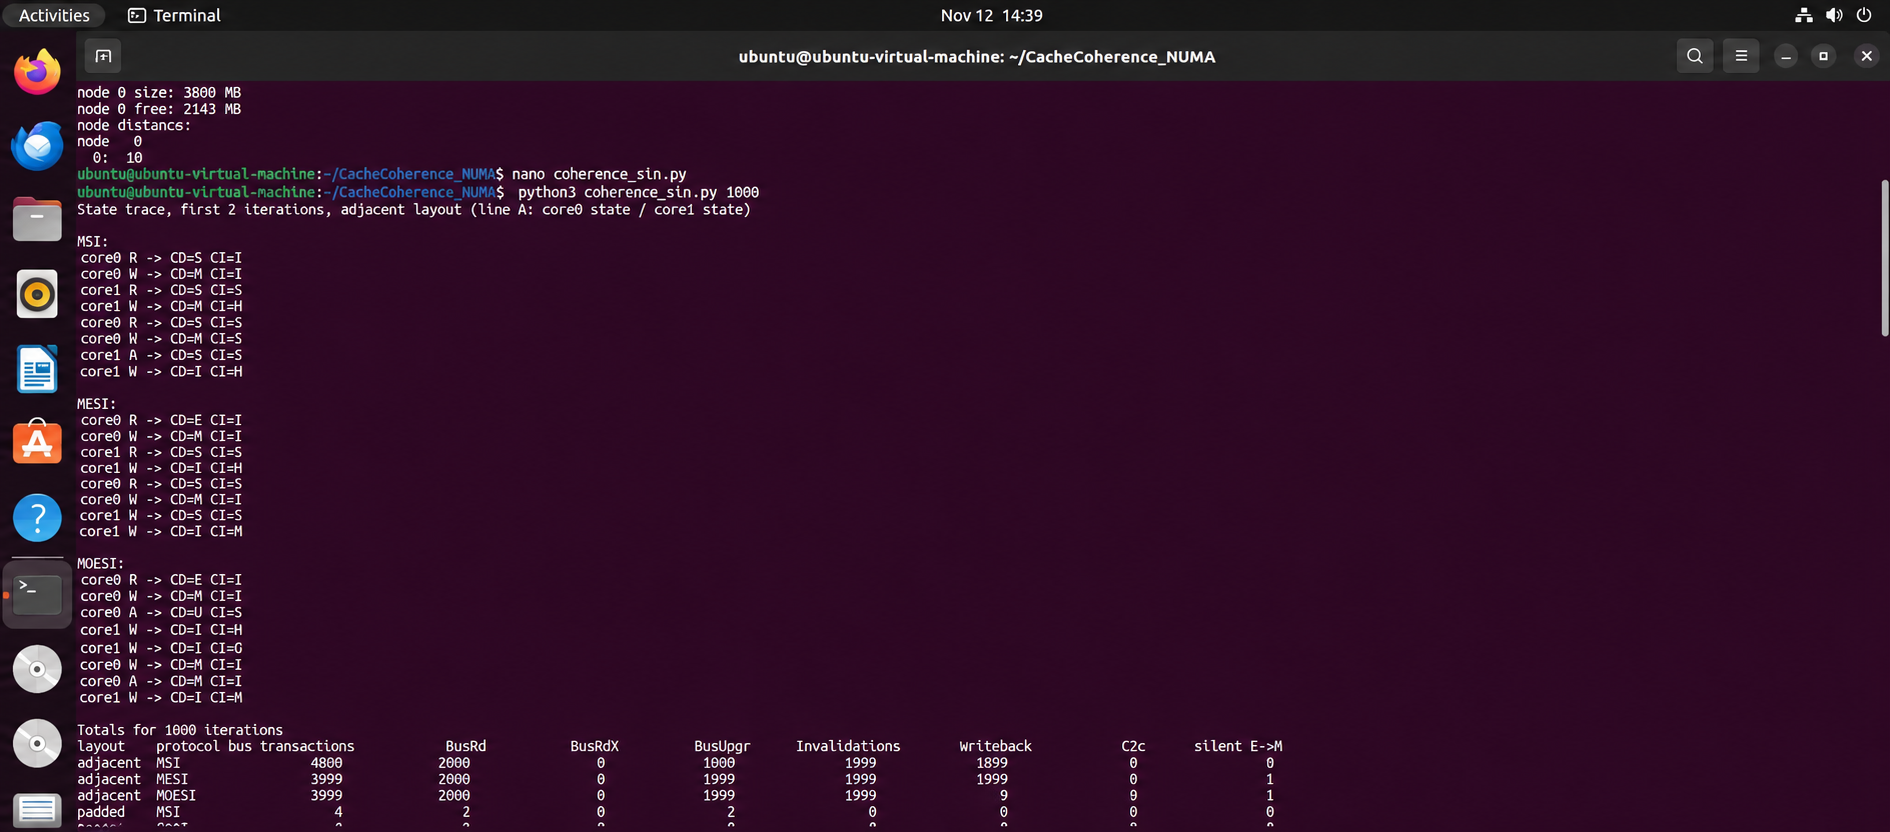 Activities
Terminal
Nov 12 14:39
ubuntu@ubuntu-virtual-machine: ~/CacheCoherence_NUMA
node 0 size: 3800 MB
node 0 free: 2143 MB
node distancs:
node 0
0: 10
ubuntu@ubuntu-virtual-machine:~/CacheCoherence_NUMA$ nano coherence_sin.py
ubuntu@ubuntu-virtual-machine:~/CacheCoherence_NUMA$ python3 coherence_sin.py 1000
State trace, first 2 iterations, adjacent layout (line A: core0 state / core1 state)
MSI:
core0 R -> CD=S CI=I
core0 W -> CD=M CI=I
core1 R -> CD=S CI=S
core1 W -> CD=M CI=H
core0 R -> CD=S CI=S
core0 W -> CD=M CI=S
core1 A -> CD=S CI=S
core1 W -> CD=I CI=H
MESI:
core0 R -> CD=E CI=I
core0 W -> CD=M CI=I
core1 R -> CD=S CI=S
core1 W -> CD=I CI=H
core0 R -> CD=S CI=S
core0 W -> CD=M CI=I
core1 W -> CD=S CI=S
core1 W -> CD=I CI=M
MOESI:
core0 R -> CD=E CI=I
core0 W -> CD=M CI=I
core0 A -> CD=U CI=S
core1 W -> CD=I CI=H
core1 W -> CD=I CI=G
core0 W -> CD=M CI=I
core0 A -> CD=M CI=I
core1 W -> CD=I CI=M
Totals for 1000 iterations
layout protocol bus transactions BusRd BusRdX BusUpgr Invalidations Writeback C2c silent E->M
adjacent MSI 4800 2000 0 1000 1999 1899 0 0
adjacent MESI 3999 2000 0 1999 1999 1999 0 1
adjacent MOESI 3999 2000 0 1999 1999 9 9 1
padded MSI 4 2 0 2 0 0 0 0